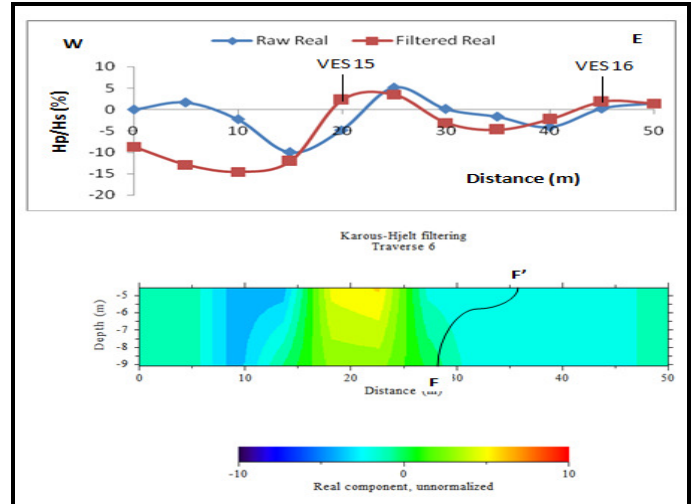 Raw Real
Filtered Real
W
E
VES 15
VES 16
Hp/Hs (%)
10
5
0
-5
-10
-15
-20
0
10
20
30
40
50
Distance (m)
Karous-Hjelt filtering
Traverse 6
F'
Depth (m)
-5
-6
-7
-8
-9
F
0
10
20
30
40
50
Distance (m)
-10
0
10
Real component, unnormalized